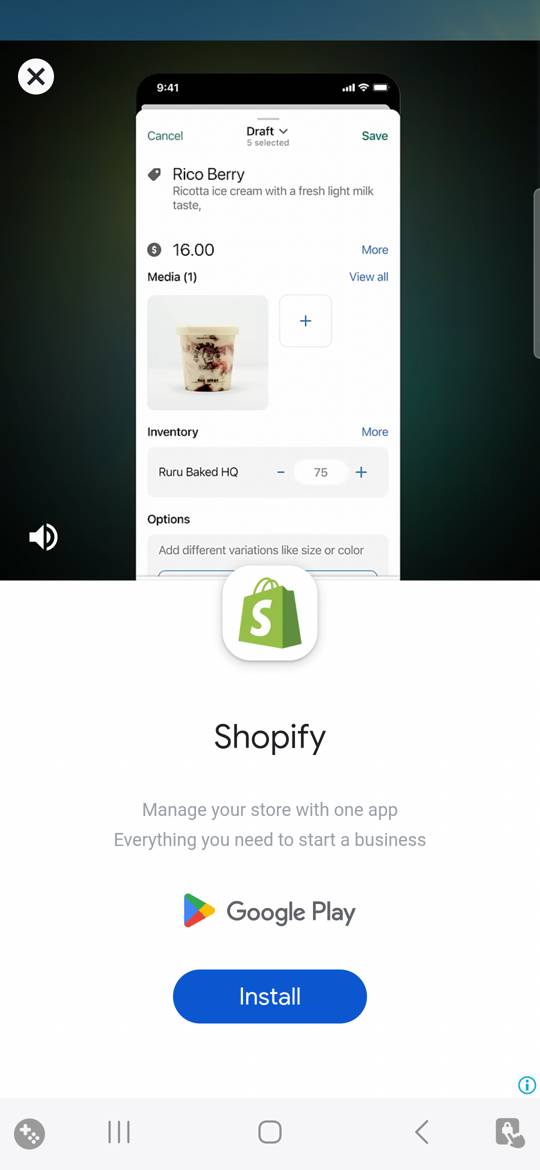 9:41
Cancel
Draft
Save
5 selected
Rico Berry
Ricotta ice cream with a fresh light milk
taste,
$ 16.00
More
Media (1)
View all
+
Inventory
More
Ruru Baked HQ
− 75 +
Options
Add different variations like size or color
S
Shopify
Manage your store with one app
Everything you need to start a business
Google Play
Install